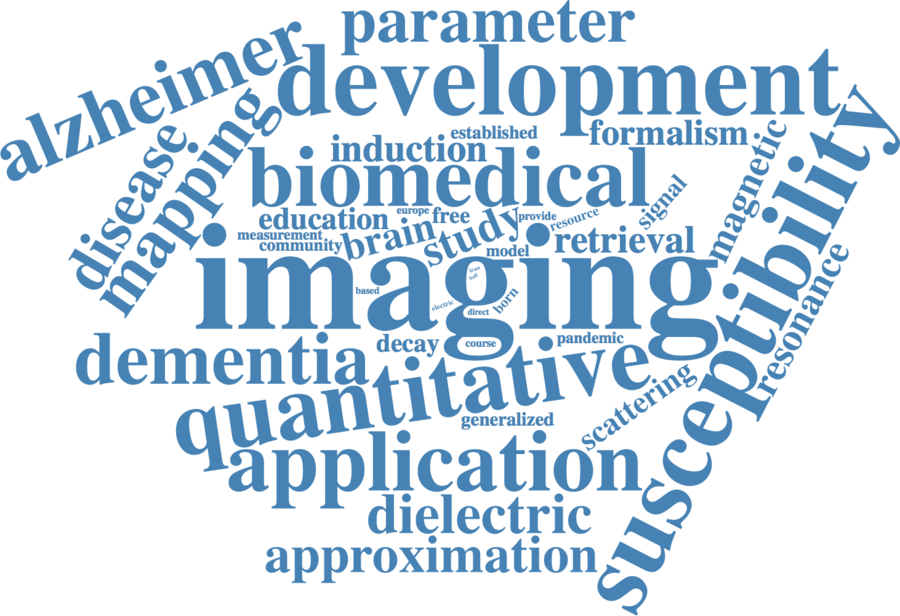 parameter
alzheimer
development
established
formalism
induction
disease
mapping
biomedical
magnetic
susceptibility
signal
education
europe
free
provide
resource
measurement
community
brain
study
model
retrieval
imaging
iran
ball
based
electric
direct
born
resonance
dementia
decay
course
pandemic
quantitative
scattering
generalized
application
dielectric
approximation